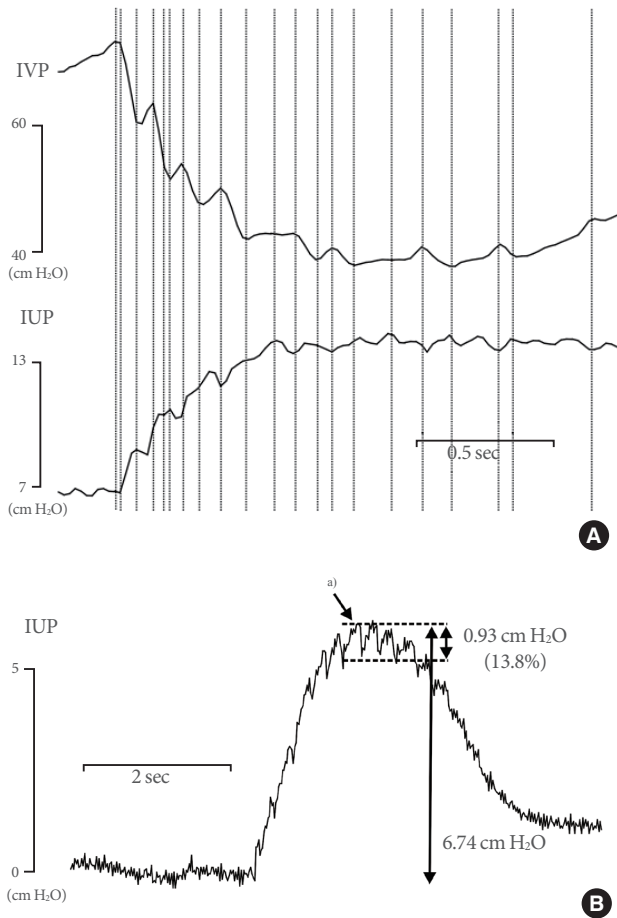 IVP
60
40
(cm H2O)
IUP
13
7
(cm H2O)
0.5 sec
A
a)
IUP
0.93 cm H2O
(13.8%)
5
2 sec
6.74 cm H2O
0
(cm H2O)
B